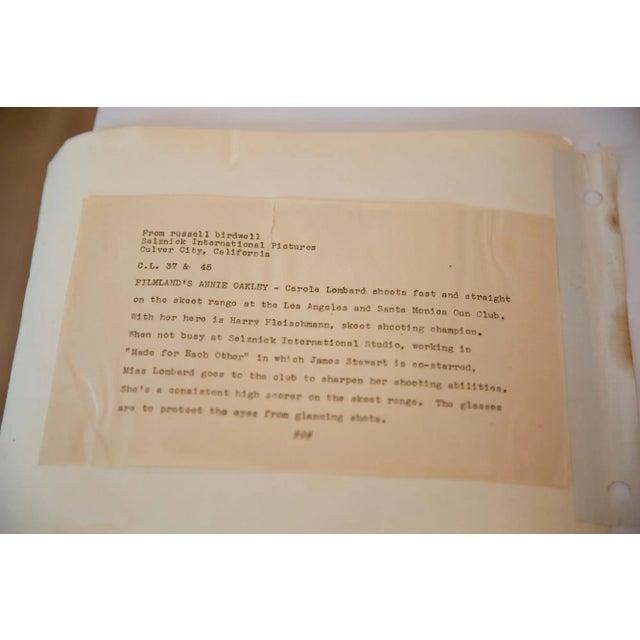 From russell birdwell
Selznick International Pictures
Culver City, California
C.L. 37 & 45
FILMLAND'S ANNIE OAKLEY - Carole Lombard shoots fast and straight
on the skeet range at the Los Angeles and Santa Monica Gun Club.
With her here is Harry Fleischmann, skeet shooting champion.
When not busy at Selznick International Studio, working in
"Made for Each Other" in which James Stewart is co-starred,
Miss Lombard goes to the club to sharpen her shooting abilities.
She's a consistent high scorer on the skeet range. The glasses
are to protect the eyes from glancing shots.
###